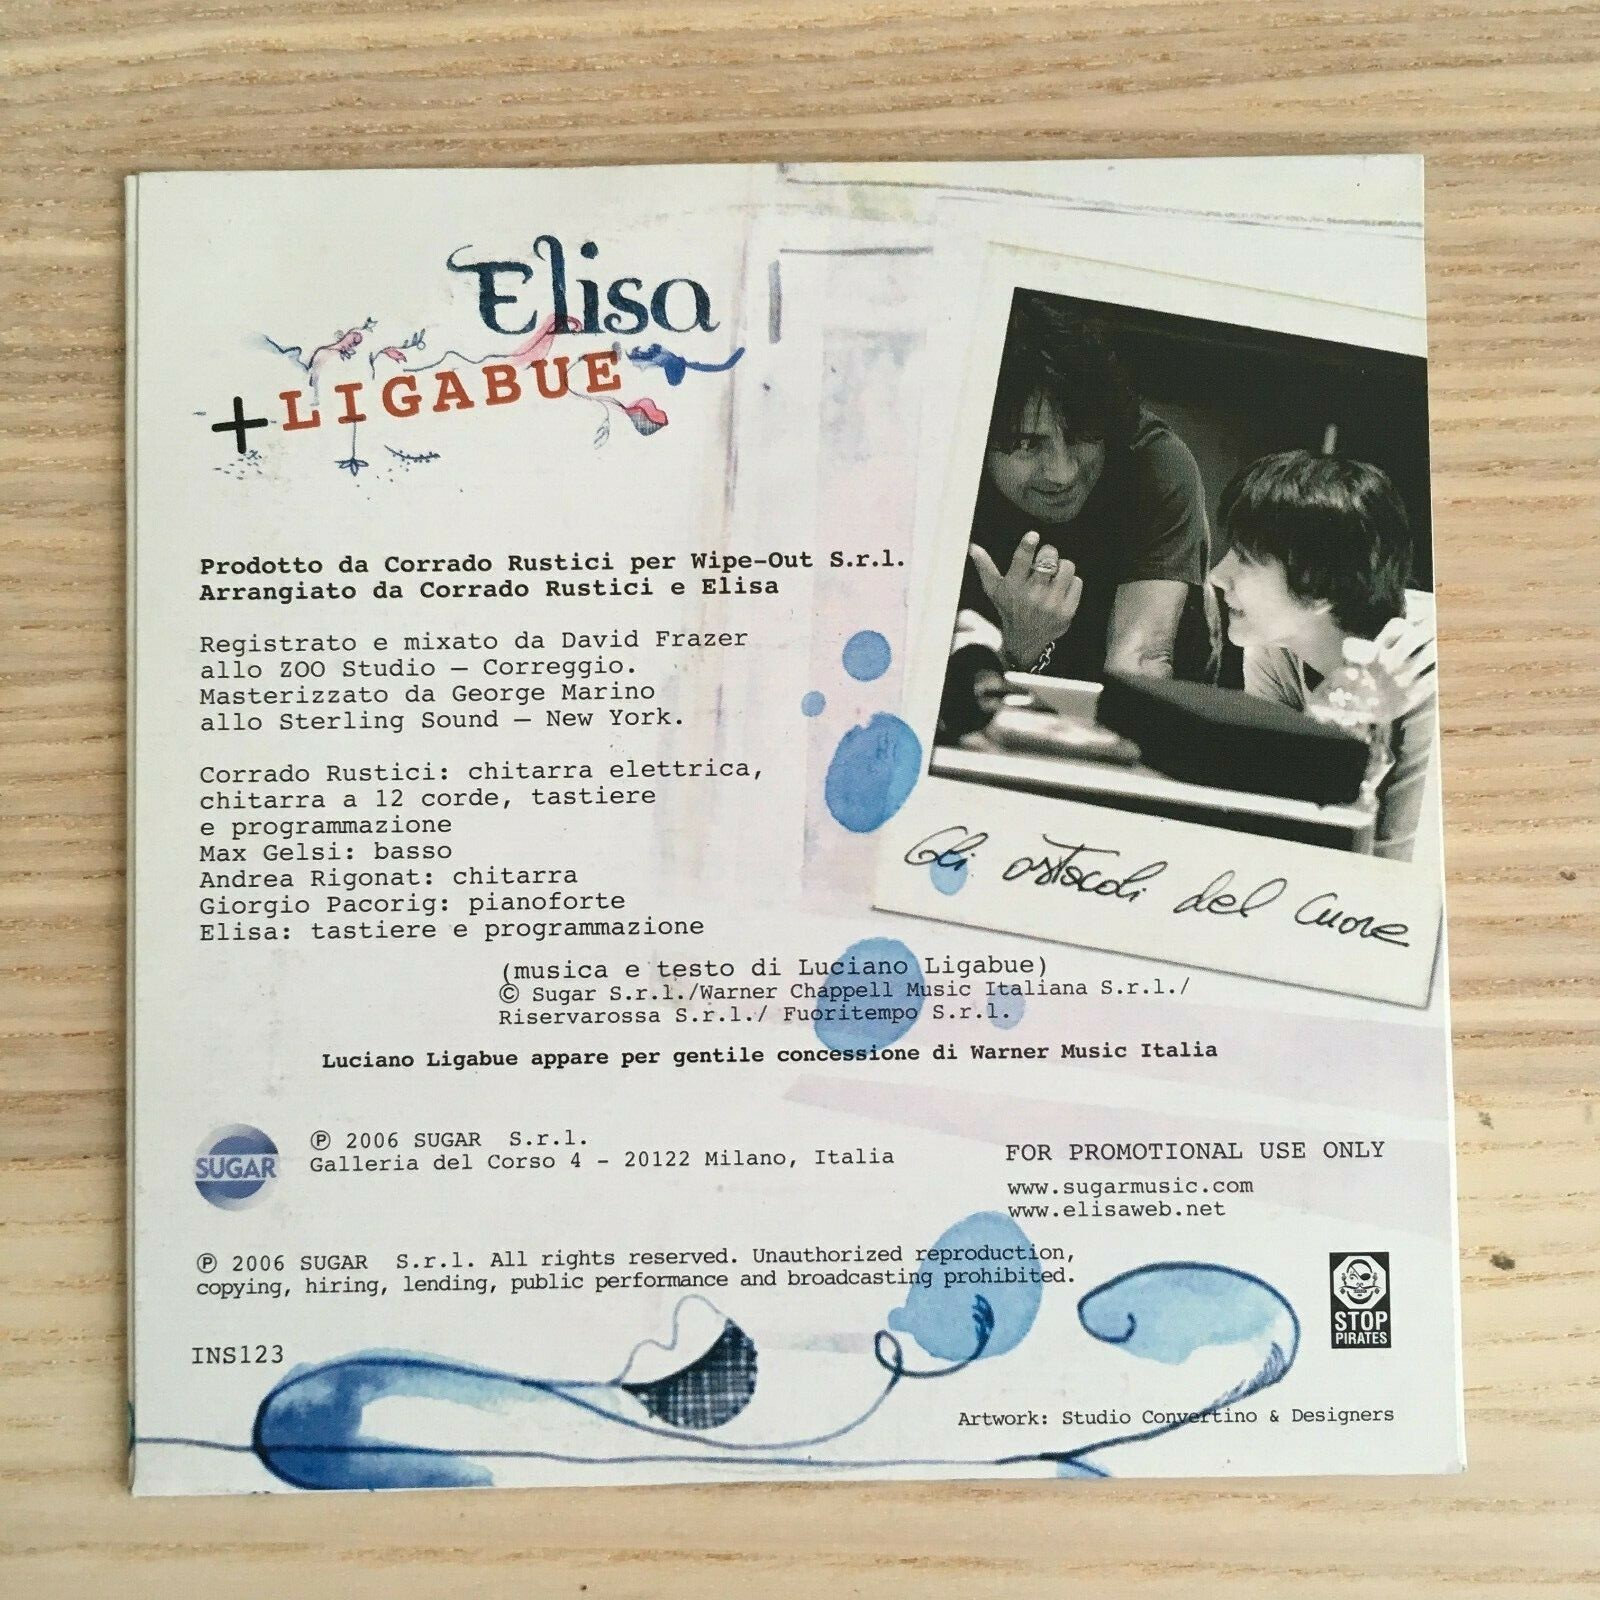 Elisa
+LIGABUE
Prodotto da Corrado Rustici per Wipe-Out S.r.l.
Arrangiato da Corrado Rustici e Elisa
Registrato e mixato da David Frazer
allo ZOO Studio – Correggio.
Masterizzato da George Marino
allo Sterling Sound – New York.
Corrado Rustici: chitarra elettrica,
chitarra a 12 corde, tastiere
e programmazione
Max Gelsi: basso
Andrea Rigonat: chitarra
Giorgio Pacorig: pianoforte
Elisa: tastiere e programmazione
Gli ostacoli del Cuore
(musica e testo di Luciano Ligabue)
© Sugar S.r.l./Warner Chappell Music Italiana S.r.l./
Riservarossa S.r.l./ Fuoritempo S.r.l.
Luciano Ligabue appare per gentile concessione di Warner Music Italia
SUGAR
℗ 2006 SUGAR S.r.l.
Galleria del Corso 4 – 20122 Milano, Italia
FOR PROMOTIONAL USE ONLY
www.sugarmusic.com
www.elisaweb.net
℗ 2006 SUGAR S.r.l. All rights reserved. Unauthorized reproduction,
copying, hiring, lending, public performance and broadcasting prohibited.
STOP
PIRATES
INS123
Artwork: Studio Convertino & Designers